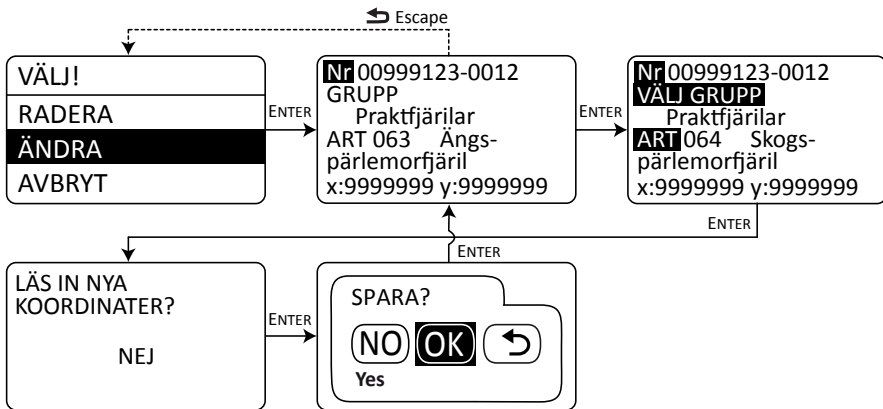 Escape
VÄLJ!
RADERA
ÄNDRA
AVBRYT
ENTER
Nr 00999123-0012
GRUPP
Praktfjärilar
ART 063 Ängs-
pärlemorfjäril
x:9999999 y:9999999
ENTER
Nr 00999123-0012
VÄLJ GRUPP
Praktfjärilar
ART 064 Skogs-
pärlemorfjäril
x:9999999 y:9999999
ENTER
LÄS IN NYA
KOORDINATER?
NEJ
ENTER
ENTER
SPARA?
NO OK
Yes